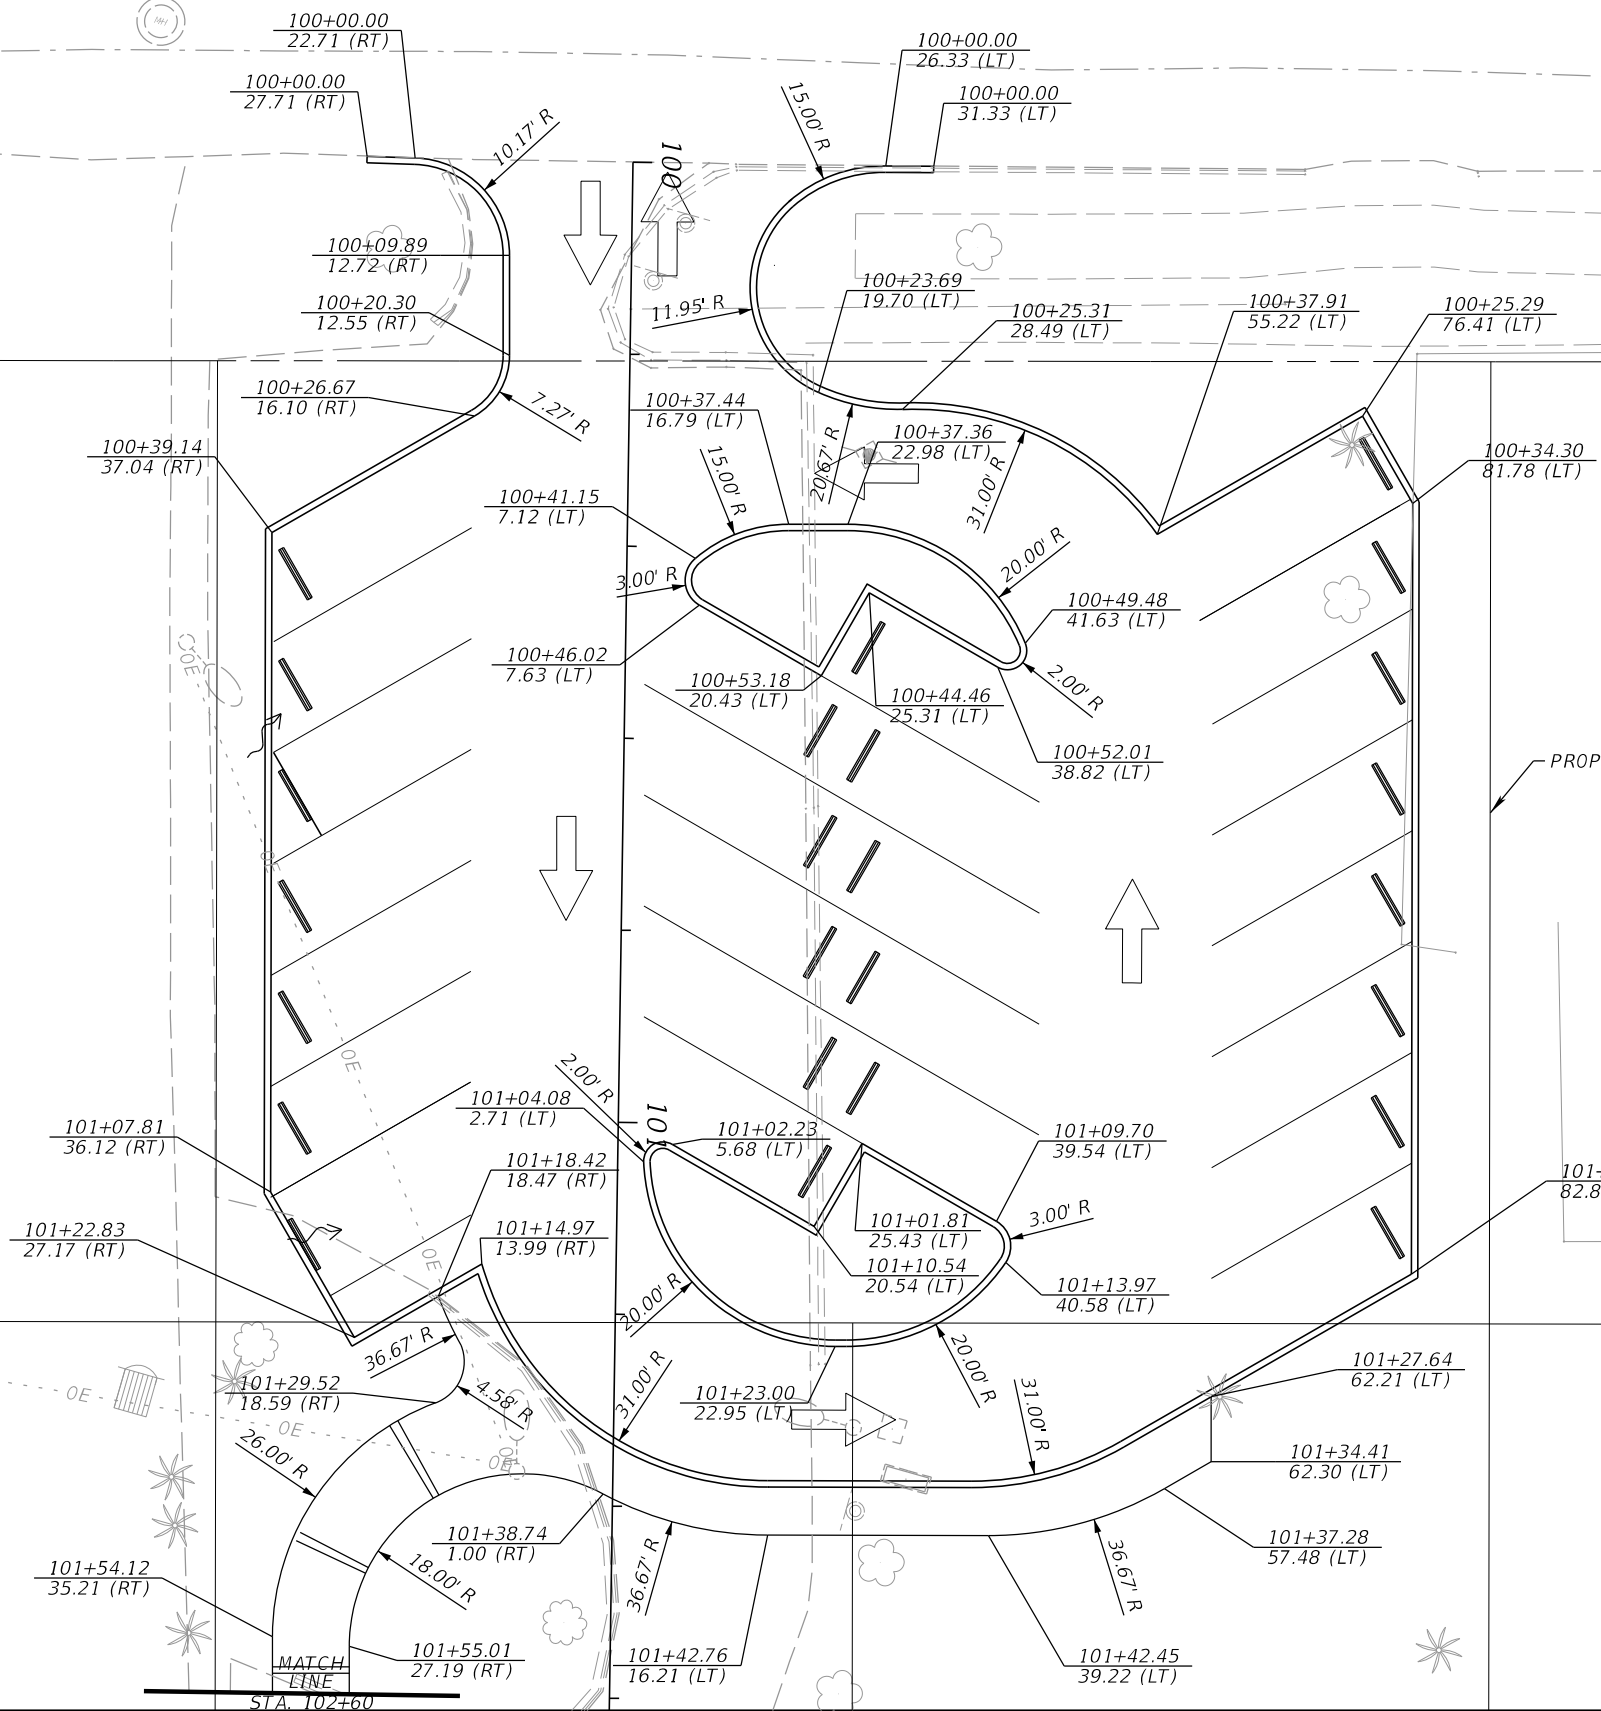 MH
100+00.00
22.71 (RT)
100+00.00
26.33 (LT)
100+00.00
27.71 (RT)
100+00.00
31.33 (LT)
10.17' R
15.00' R
100
100+09.89
12.72 (RT)
100+20.30
12.55 (RT)
11.95' R
100+23.69
19.70 (LT)
100+25.31
28.49 (LT)
100+37.91
55.22 (LT)
100+25.29
76.41 (LT)
100+26.67
16.10 (RT)
7.27' R
100+37.44
16.79 (LT)
100+37.36
22.98 (LT)
20.67' R
31.00' R
100+39.14
37.04 (RT)
100+34.30
81.78 (LT)
15.00' R
100+41.15
7.12 (LT)
3.00' R
20.00' R
100+49.48
41.63 (LT)
100+46.02
7.63 (LT)
100+53.18
20.43 (LT)
100+44.46
25.31 (LT)
2.00' R
100+52.01
38.82 (LT)
OE
PROP
OE
OE
2.00' R
101+04.08
2.71 (LT)
101
101+02.23
5.68 (LT)
101+09.70
39.54 (LT)
101+07.81
36.12 (RT)
101+18.42
18.47 (RT)
101+
82.8
101+22.83
27.17 (RT)
101+14.97
13.99 (RT)
101+01.81
25.43 (LT)
3.00' R
101+10.54
20.54 (LT)
101+13.97
40.58 (LT)
OE
20.00' R
36.67' R
20.00' R
101+27.64
62.21 (LT)
101+29.52
18.59 (RT)
4.58' R
31.00' R
101+23.00
22.95 (LT)
31.00' R
OE
OE
OE
OE
26.00' R
101+34.41
62.30 (LT)
101+38.74
1.00 (RT)
101+37.28
57.48 (LT)
101+54.12
35.21 (RT)
18.00' R
36.67' R
36.67' R
101+55.01
27.19 (RT)
101+42.76
16.21 (LT)
101+42.45
39.22 (LT)
MATCH
LINE
STA. 102+60